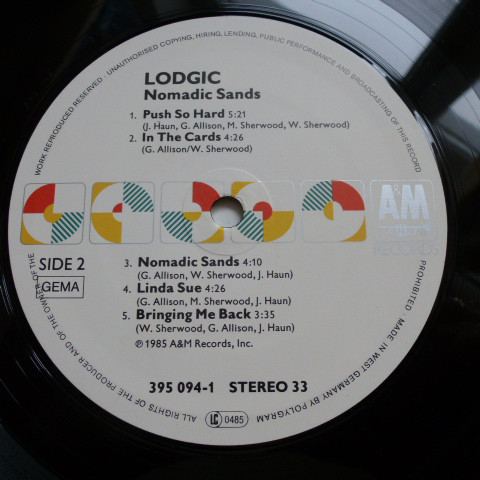 WORK REPRODUCED RESERVED - UNAUTHORISED COPYING, HIRING, LENDING, PUBLIC PERFORMANCE AND BROADCASTING OF THIS RECORD PROHIBITED - MADE IN WEST GERMANY BY POLYGRAM
ALL RIGHTS OF THE PRODUCER AND OF THE OWNER OF THE
LODGIC
Nomadic Sands
1. Push So Hard 5:21
(J. Haun, G. Allison, M. Sherwood, W. Sherwood)
2. In The Cards 4:26
(G. Allison/W. Sherwood)
A&M
RECORDS
SIDE 2
GEMA
3. Nomadic Sands 4:10
(G. Allison, W. Sherwood, J. Haun)
4. Linda Sue 4:26
(G. Allison, M. Sherwood, J. Haun)
5. Bringing Me Back 3:35
(W. Sherwood, G. Allison, J. Haun)
℗ 1985 A&M Records, Inc.
395 094-1 STEREO 33
LC 0485